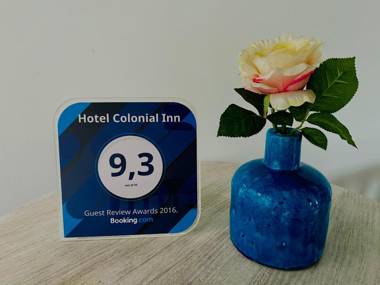 Hotel Colonial Inn
9,3
Guest Review Awards 2016.
Booking.com